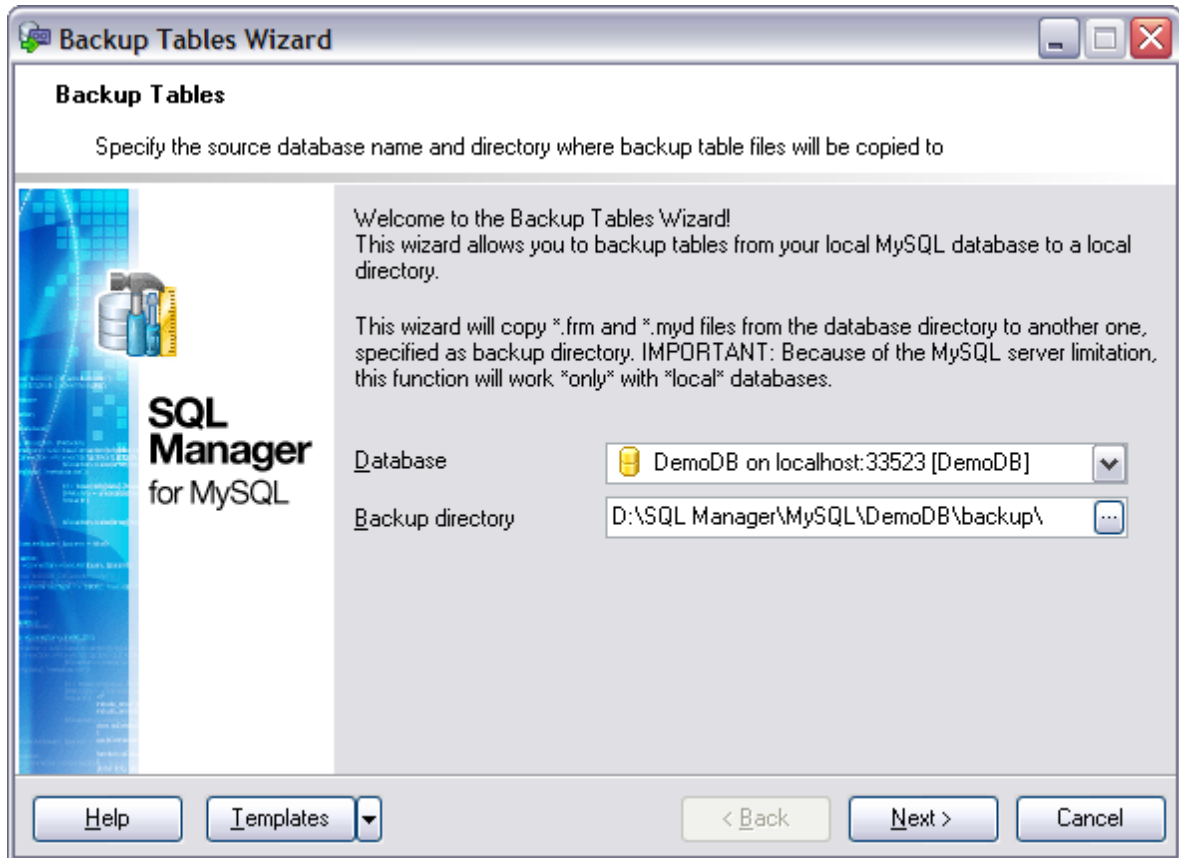 Backup Tables Wizard
Backup Tables
Specify the source database name and directory where backup table files will be copied to
Welcome to the Backup Tables Wizard!
This wizard allows you to backup tables from your local MySQL database to a local
directory.
This wizard will copy *.frm and *.myd files from the database directory to another one,
specified as backup directory. IMPORTANT: Because of the MySQL server limitation,
this function will work *only* with *local* databases.
SQL
Manager
for MySQL
Database
DemoDB on localhost:33523 [DemoDB]
Backup directory
D:\SQL Manager\MySQL\DemoDB\backup\
...
Help
Templates
< Back
Next >
Cancel